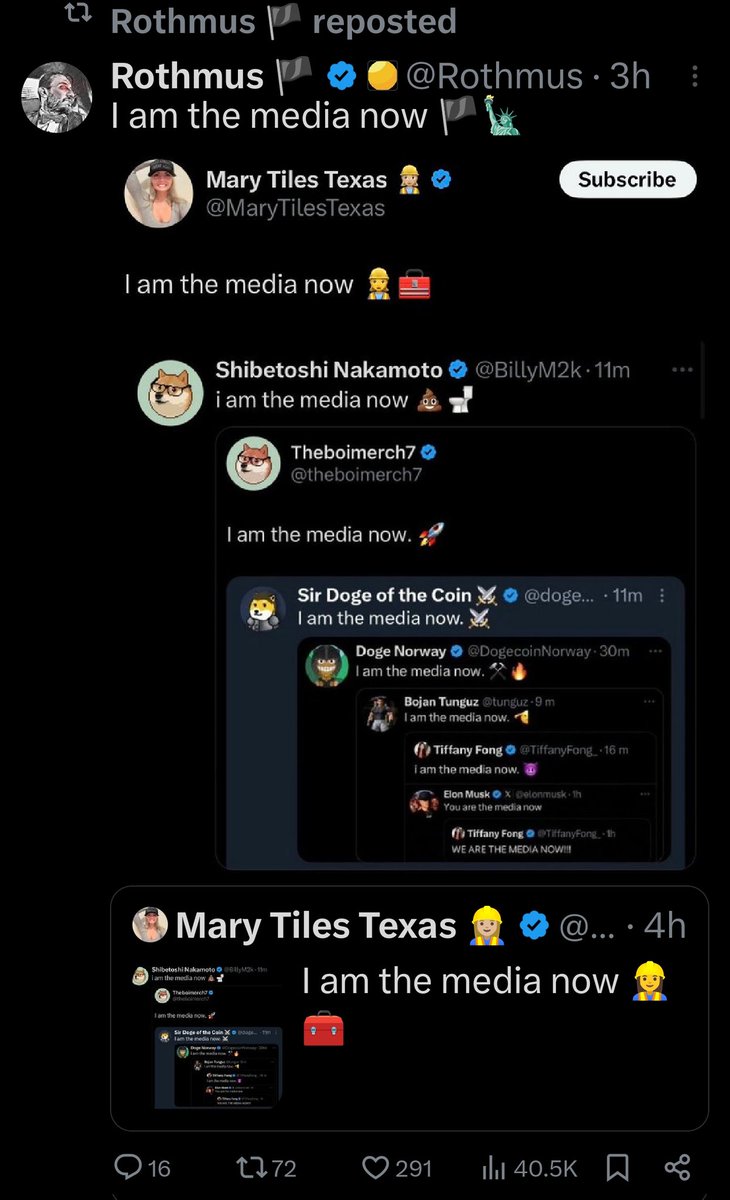 Rothmus 🏴 reposted
Rothmus 🏴 @Rothmus · 3h
I am the media now 🏴🗽
Mary Tiles Texas 👷🏼‍♀️
Subscribe
@MaryTilesTexas
I am the media now 👷‍♀️🧰
Shibetoshi Nakamoto @BillyM2k · 11m
i am the media now 💩🚽
Theboimerch7
@theboimerch7
I am the media now. 🚀
Sir Doge of the Coin ⚔️ @doge... · 11m
I am the media now. ⚔️
Doge Norway @DogecoinNorway · 30m
I am the media now. ⚒️🔥
Bojan Tunguz @tunguz · 9 m
I am the media now.
Tiffany Fong @TiffanyFong_ · 16 m
i am the media now. 😈
Elon Musk X @elonmusk · 1h
You are the media now
Tiffany Fong @TiffanyFong_ · 1h
WE ARE THE MEDIA NOW!!!
Mary Tiles Texas 👷🏼‍♀️ @... · 4h
I am the media now 👷‍♀️
🧰
Shibetoshi Nakamoto @BillyM2k · 11m
i am the media now 💩🚽
Theboimerch7
@theboimerch7
I am the media now. 🚀
Sir Doge of the Coin ⚔️ @doge... · 11m
I am the media now. ⚔️
16 72 291 40.5K